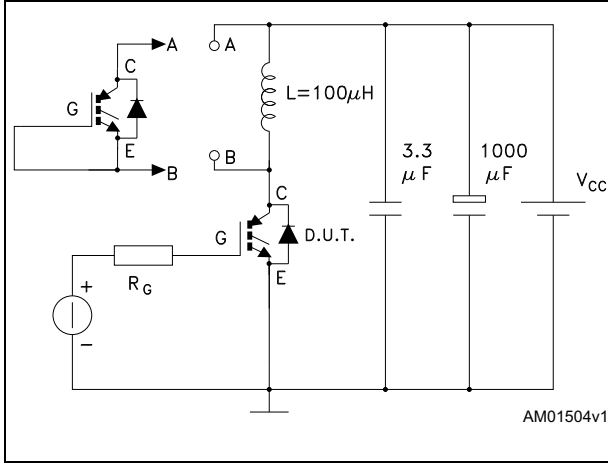 A
A
C
G
E
B
L=100μH
B
3.3
μF
1000
μF
VCC
C
G
D.U.T.
E
RG
+
-
AM01504v1